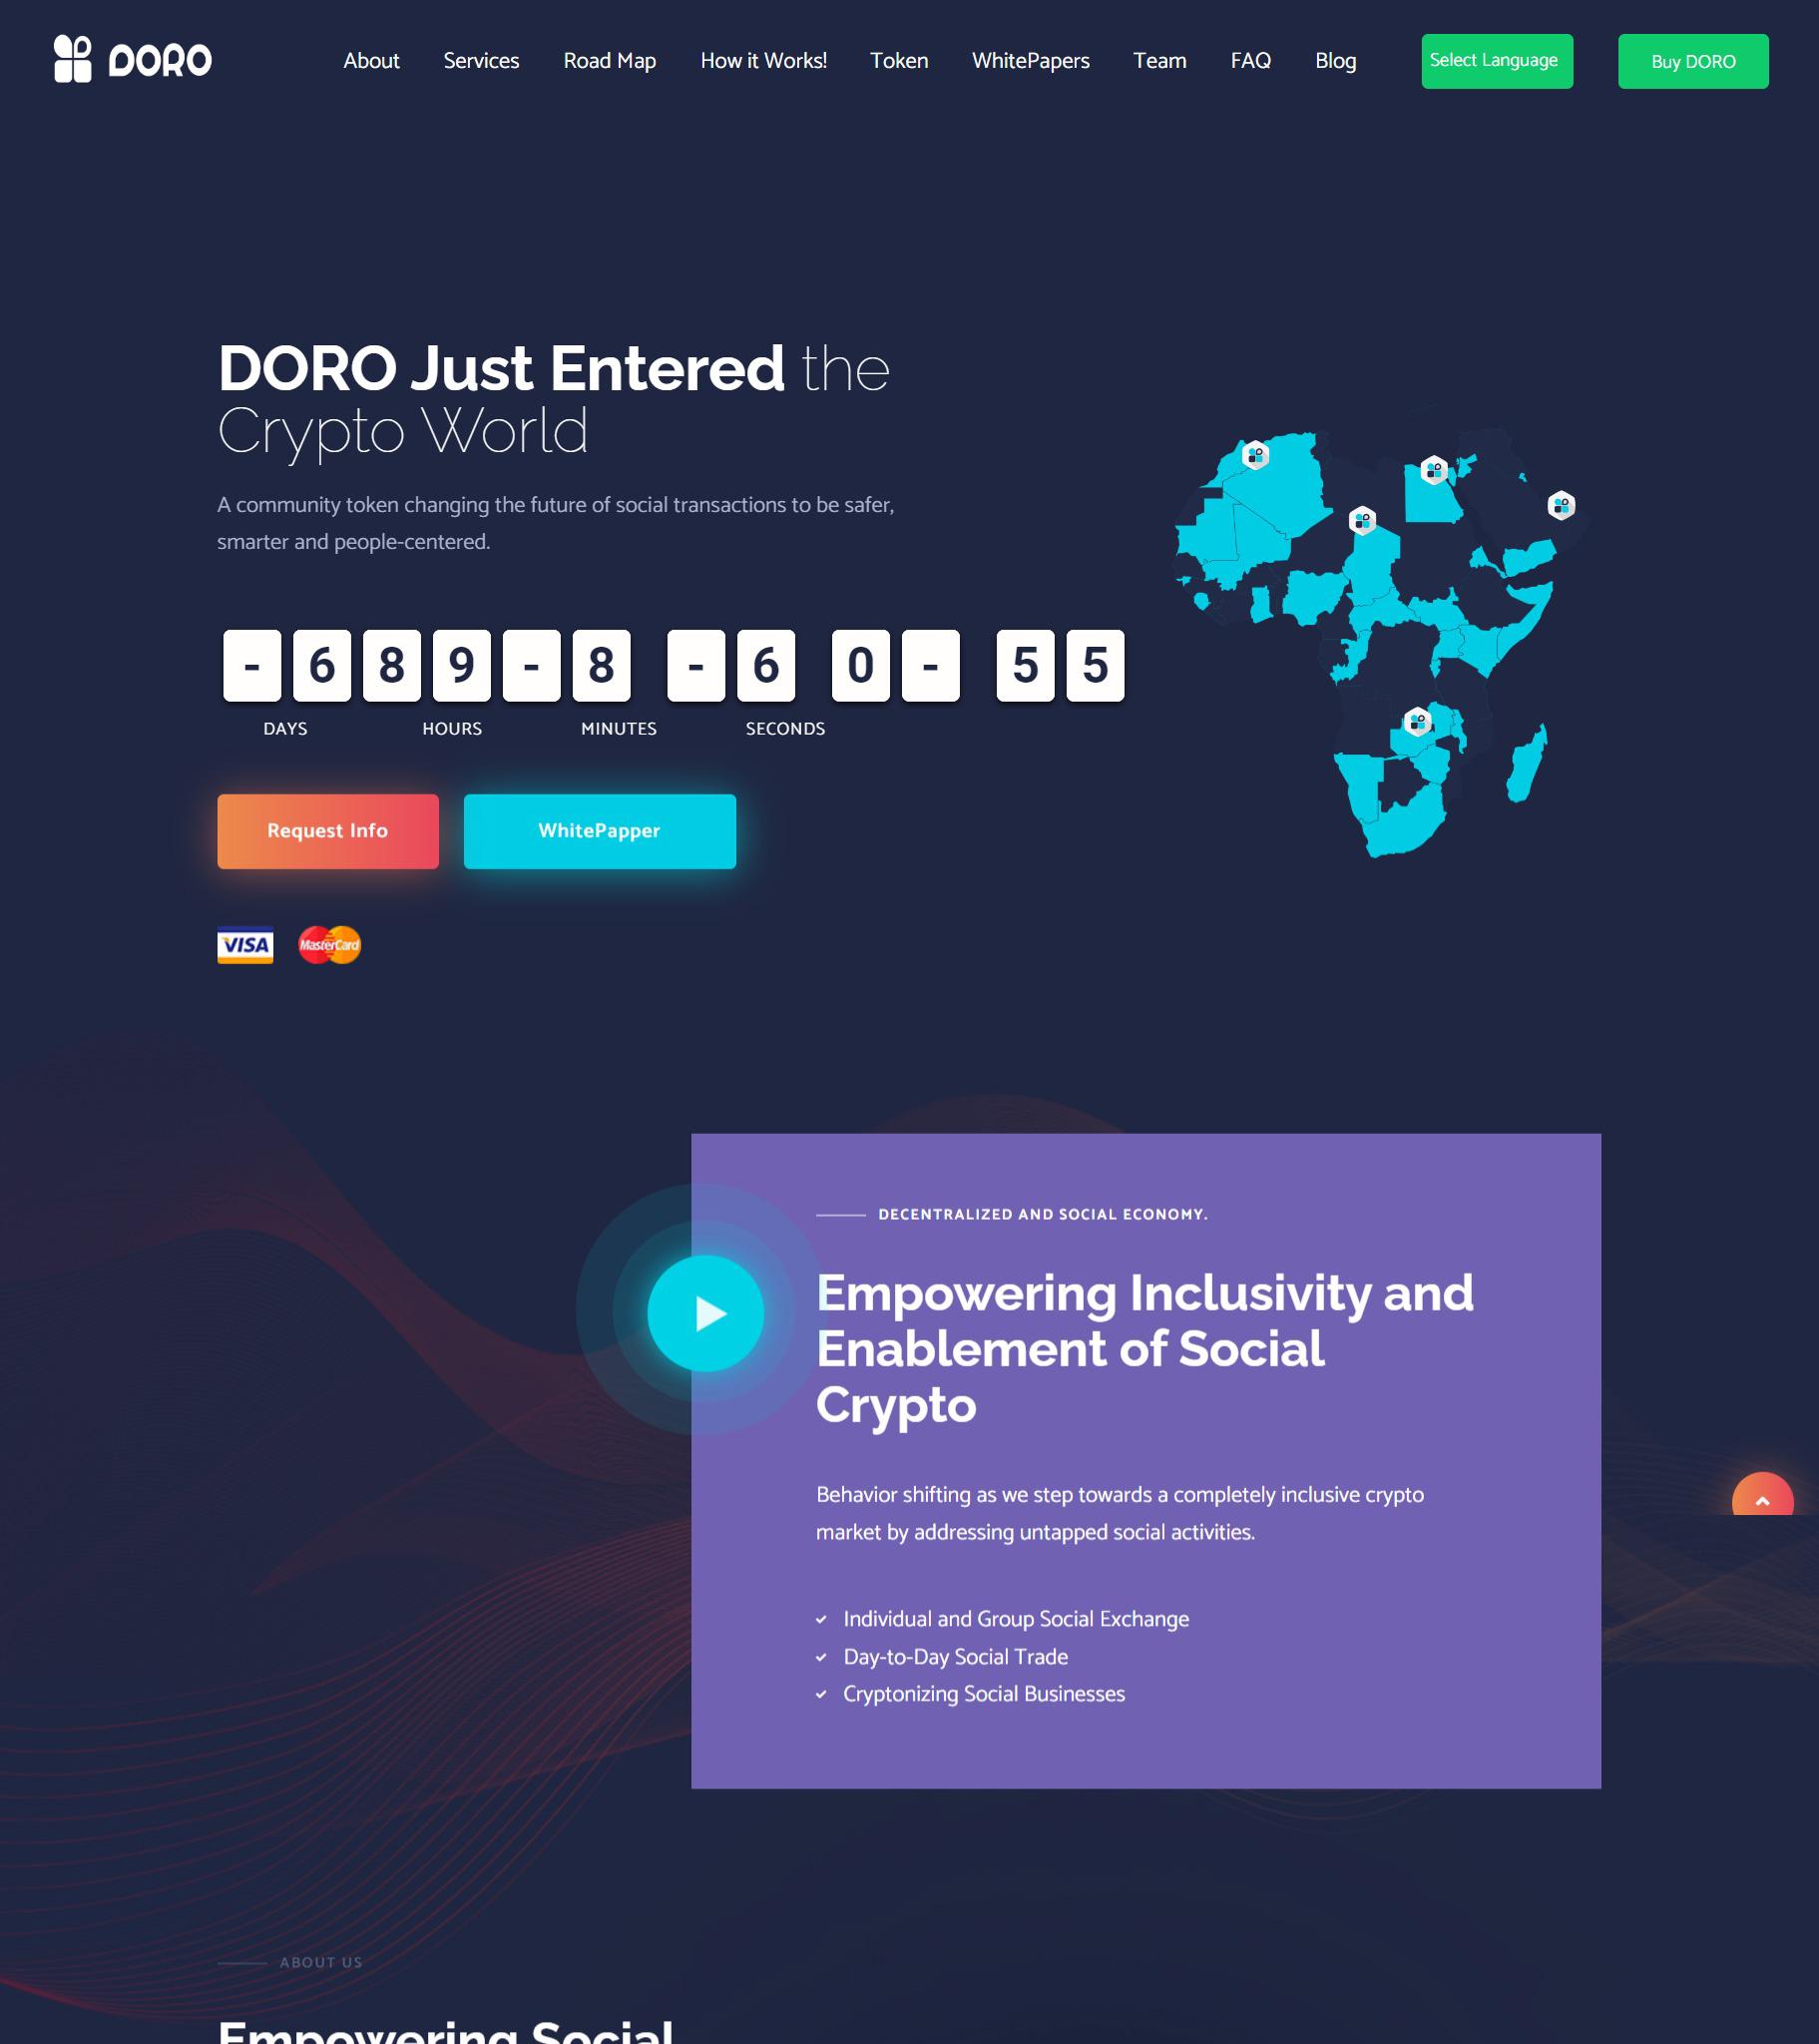 DORO
About Services Road Map How it Works! Token WhitePapers Team FAQ Blog Select Language Buy DORO
DORO Just Entered the
Crypto World
A community token changing the future of social transactions to be safer,
smarter and people-centered.
- 6 8 9 - 8 - 6 0 - 5 5
DAYS HOURS MINUTES SECONDS
Request Info WhitePapper
VISA MasterCard
DECENTRALIZED AND SOCIAL ECONOMY.
Empowering Inclusivity and
Enablement of Social
Crypto
Behavior shifting as we step towards a completely inclusive crypto
market by addressing untapped social activities.
Individual and Group Social Exchange
Day-to-Day Social Trade
Cryptonizing Social Businesses
ABOUT US
Empowering Social